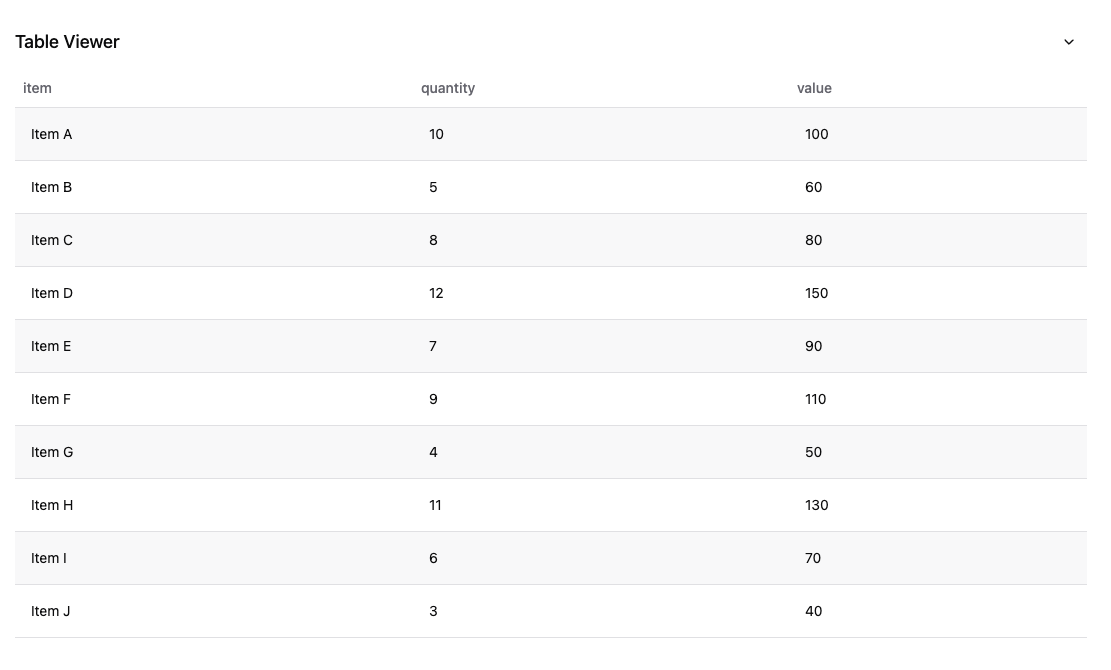 Table Viewer
item quantity value
Item A 10 100
Item B 5 60
Item C 8 80
Item D 12 150
Item E 7 90
Item F 9 110
Item G 4 50
Item H 11 130
Item I 6 70
Item J 3 40